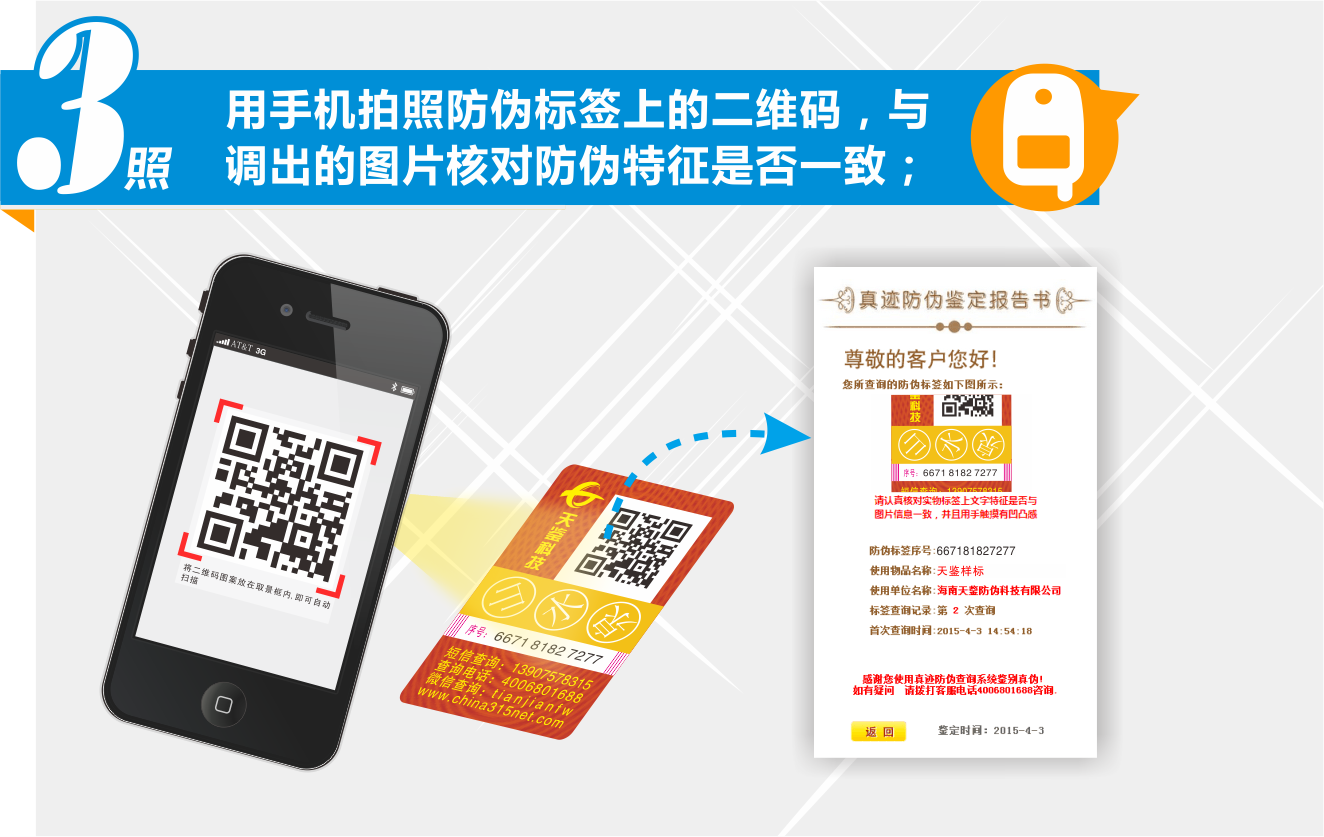 3
照
用手机拍照防伪标签上的二维码，与
调出的图片核对防伪特征是否一致；
AT&T 3G
将二维码图案放在取景框内,即可自动
扫描
天鉴科技
序号: 6671 8182 7277
短信查询: 13907578315
查询电话: 4006801688
微信查询: tianjianfw
www.china315net.com
真迹防伪鉴定报告书
尊敬的客户您好!
您所查询的防伪标签如下图所示:
鉴科技
序号: 6671 8182 7277
短信查询: 13907578315
请认真核对实物标签上文字特征是否与
图片信息一致，并且用手触摸有凹凸感
防伪标签序号:667181827277
使用物品名称:天鉴样标
使用单位名称:海南天鉴防伪科技有限公司
标签查询记录:第 2 次查询
首次查询时间:2015-4-3 14:54:18
感谢您使用真迹防伪查询系统鉴别真伪!
如有疑问 请拨打客服电话4006801688咨询.
返 回
鉴定时间: 2015-4-3